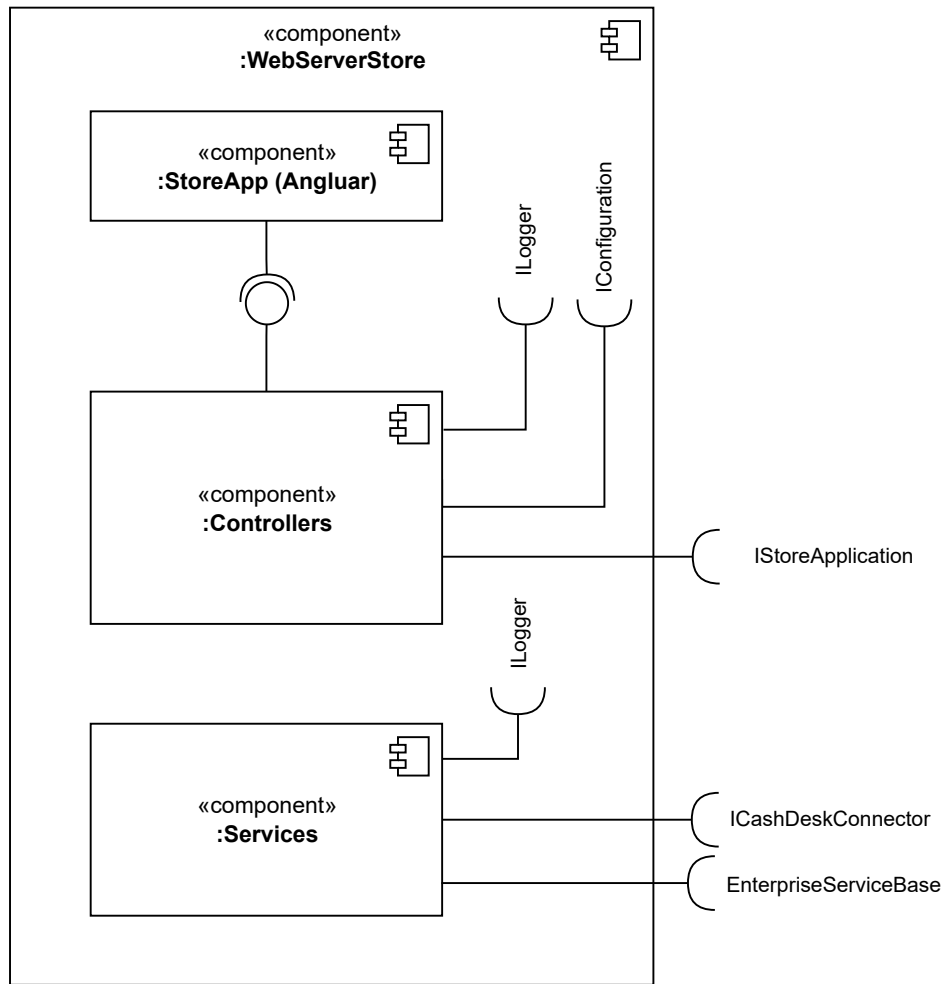 «component»
:WebServerStore
«component»
:StoreApp (Angluar)
ILogger
IConfiguration
«component»
:Controllers
IStoreApplication
ILogger
«component»
:Services
ICashDeskConnector
EnterpriseServiceBase